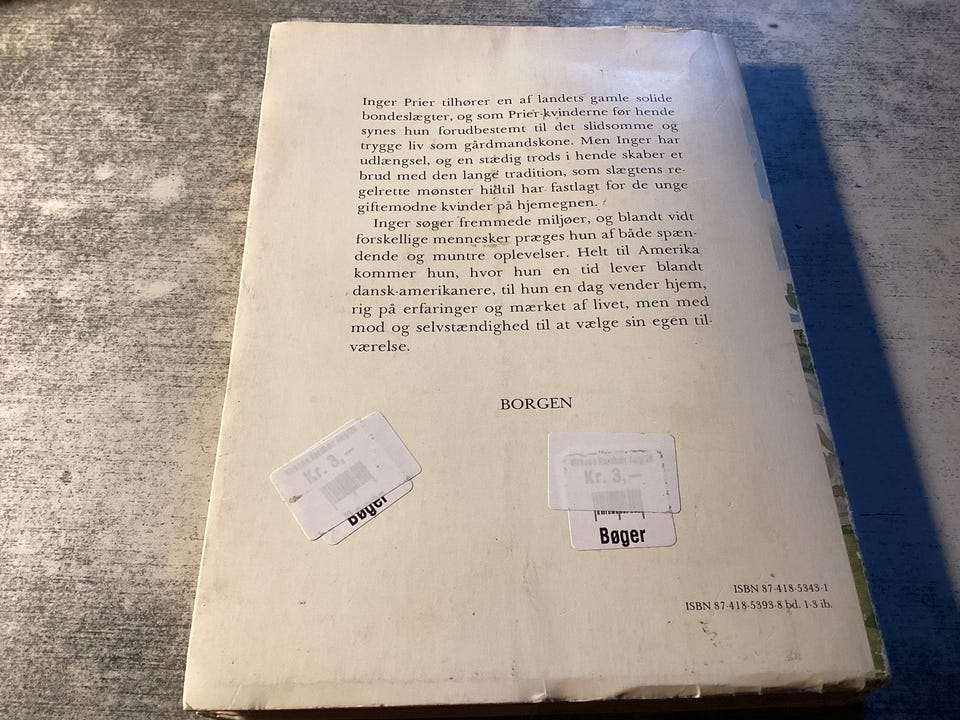 Inger Prier tilhører en af landets gamle solide
bondeslægter, og som Prier-kvinderne før hende
synes hun forudbestemt til det slidsomme og
trygge liv som gårdmandskone. Men Inger har
udlængsel, og en stædig trods i hende skaber et
brud med den lange tradition, som slægtens re-
gelrette mønster hidtil har fastlagt for de unge
giftemodne kvinder på hjemegnen.
Inger søger fremmede miljøer, og blandt vidt
forskellige mennesker præges hun af både spæn-
dende og muntre oplevelser. Helt til Amerika
kommer hun, hvor hun en tid lever blandt
dansk-amerikanere, til hun en dag vender hjem,
rig på erfaringer og mærket af livet, men med
mod og selvstændighed til at vælge sin egen til-
værelse.
BORGEN
Kr. 3,-
Bøger
Kr. 3,-
Bøger
ISBN 87-418-5343-1
ISBN 87-418-5393-8 bd. 1-3 ib.